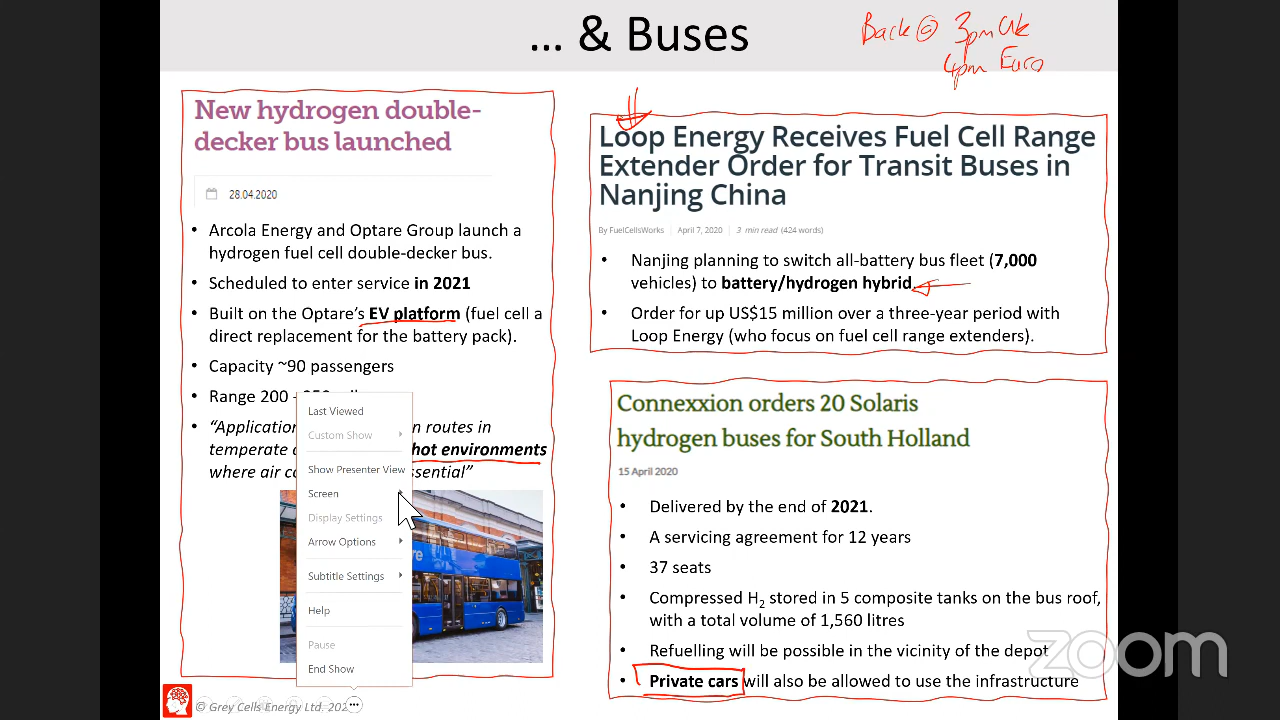 ... & Buses
Back @ 3pm UK
4pm Euro
New hydrogen double-
decker bus launched
28.04.2020
• Arcola Energy and Optare Group launch a
hydrogen fuel cell double-decker bus.
• Scheduled to enter service in 2021
• Built on the Optare's EV platform (fuel cell a
direct replacement for the battery pack).
• Capacity ~90 passengers
• Range 200
• "Application routes in
temperate hot environments
where air essential"
Last Viewed
Custom Show
Show Presenter View
Screen
Display Settings
Arrow Options
Subtitle Settings
Help
Pause
End Show
© Grey Cells Energy Ltd.
Loop Energy Receives Fuel Cell Range
Extender Order for Transit Buses in
Nanjing China
By FuelCellsWorks | April 7, 2020 | 3 min read (424 words)
• Nanjing planning to switch all-battery bus fleet (7,000
vehicles) to battery/hydrogen hybrid.
• Order for up US$15 million over a three-year period with
Loop Energy (who focus on fuel cell range extenders).
Connexxion orders 20 Solaris
hydrogen buses for South Holland
15 April 2020
• Delivered by the end of 2021.
• A servicing agreement for 12 years
• 37 seats
• Compressed H2 stored in 5 composite tanks on the bus roof,
with a total volume of 1,560 litres
• Refuelling will be possible in the vicinity of the depot
• Private cars will also be allowed to use the infrastructure
zoom